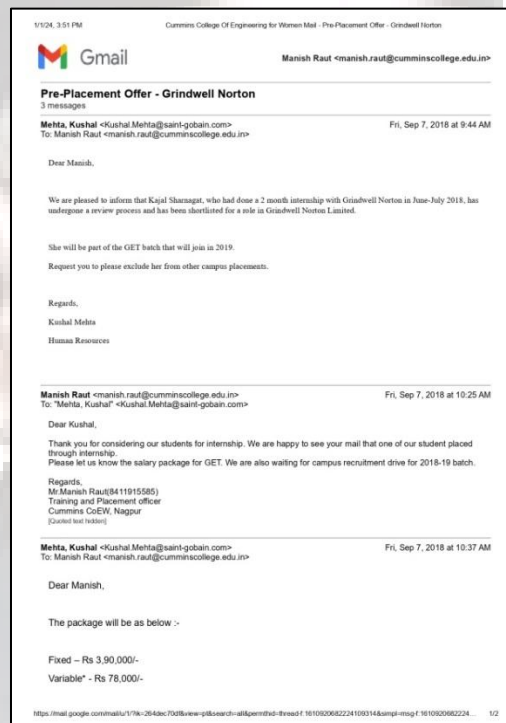 1/1/24, 3:51 PM Cummins College Of Engineering for Women Mail - Pre-Placement Offer - Grindwell Norton
Gmail
Manish Raut <manish.raut@cumminscollege.edu.in>
Pre-Placement Offer - Grindwell Norton
3 messages
Mehta, Kushal <Kushal.Mehta@saint-gobain.com> Fri, Sep 7, 2018 at 9:44 AM
To: Manish Raut <manish.raut@cumminscollege.edu.in>
Dear Manish,
We are pleased to inform that Kajal Sharnagat, who had done a 2 month internship with Grindwell Norton in June-July 2018, has
undergone a review process and has been shortlisted for a role in Grindwell Norton Limited.
She will be part of the GET batch that will join in 2019.
Request you to please exclude her from other campus placements.
Regards,
Kushal Mehta
Human Resources
Manish Raut <manish.raut@cumminscollege.edu.in> Fri, Sep 7, 2018 at 10:25 AM
To: "Mehta, Kushal" <Kushal.Mehta@saint-gobain.com>
Dear Kushal,
Thank you for considering our students for internship. We are happy to see your mail that one of our student placed
through internship.
Please let us know the salary package for GET. We are also waiting for campus recruitment drive for 2018-19 batch.
Regards,
Mr.Manish Raut(8411915585)
Training and Placement officer
Cummins CoEW, Nagpur
[Quoted text hidden]
Mehta, Kushal <Kushal.Mehta@saint-gobain.com> Fri, Sep 7, 2018 at 10:37 AM
To: Manish Raut <manish.raut@cumminscollege.edu.in>
Dear Manish,
The package will be as below :-
Fixed – Rs 3,90,000/-
Variable* - Rs 78,000/-
1/2